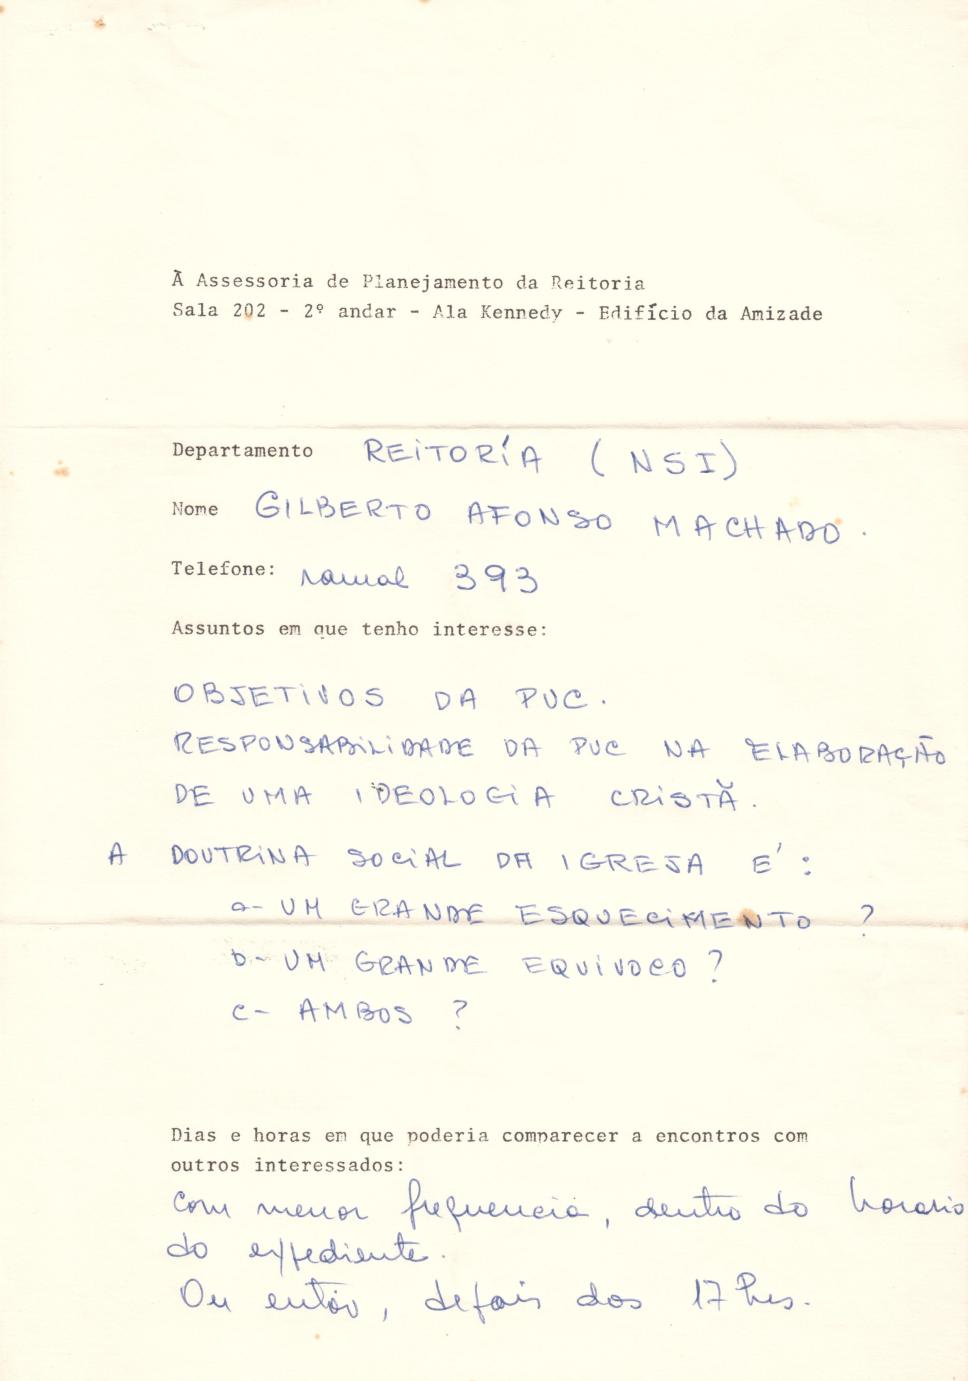 À Assessoria de Planejamento da Reitoria
Sala 202 - 2º andar - Ala Kennedy - Edifício da Amizade
Departamento REITORÍA (NSI)
Nome GILBERTO AFONSO MACHADO.
Telefone: ramal 393
Assuntos em que tenho interesse:
OBJETIVOS DA PUC.
RESPONSABILIDADE DA PUC NA ELABORAÇÃO
DE UMA IDEOLOGIA CRISTÃ.
A DOUTRINA SOCIAL DA IGREJA É:
a- UM GRANDE ESQUECIMENTO ?
b- UM GRANDE EQUIVOCO ?
c- AMBOS ?
Dias e horas em que poderia comparecer a encontros com
outros interessados:
Com menor frequencia, dentro do horario
do expediente.
Ou então, depois dos 17 hrs.